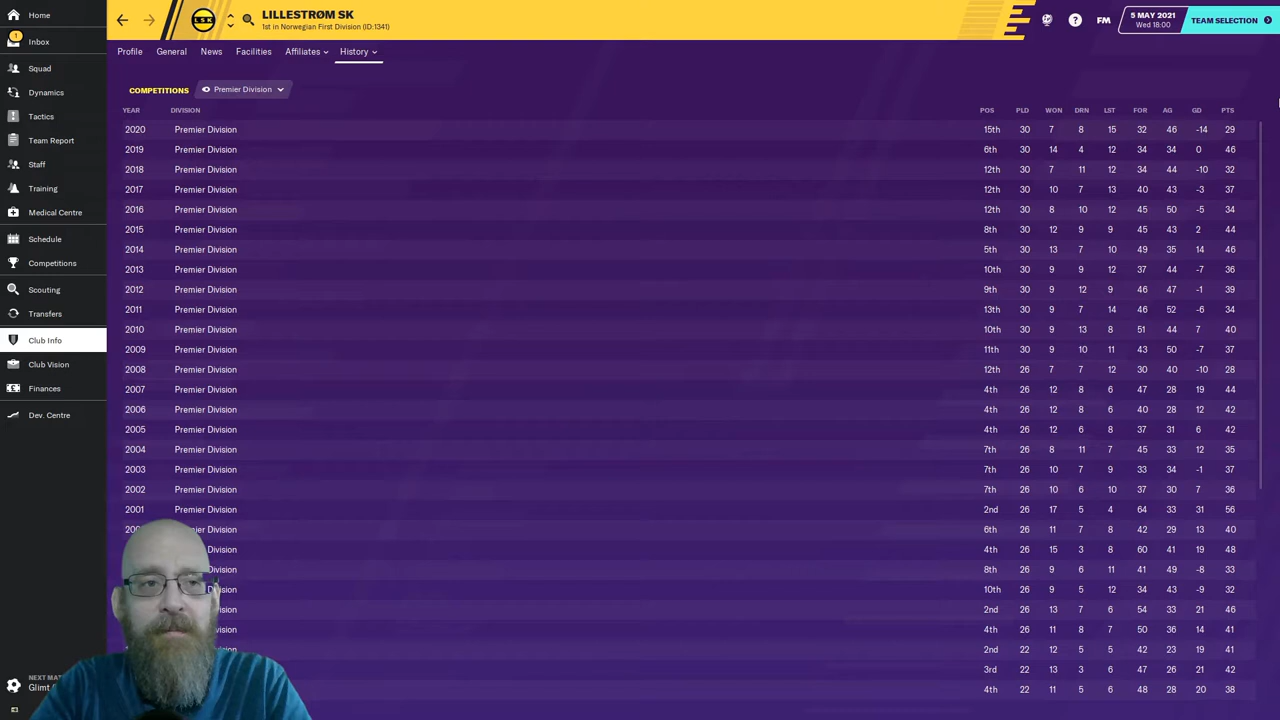 LILLESTRØM SK
1st in Norwegian First Division (ID:1341)
LSK
FM
5 MAY 2021
Wed 18:00
TEAM SELECTION
Home
1
Inbox
Squad
Dynamics
Tactics
Team Report
Staff
Training
Medical Centre
Schedule
Competitions
Scouting
Transfers
Club Info
Club Vision
Finances
Dev. Centre
NEXT MAT
Glimt
Profile General News Facilities Affiliates History
COMPETITIONS Premier Division
YEAR DIVISION POS PLD WON DRN LST FOR AG GD PTS
2020 Premier Division 15th 30 7 8 15 32 46 -14 29
2019 Premier Division 6th 30 14 4 12 34 34 0 46
2018 Premier Division 12th 30 7 11 12 34 44 -10 32
2017 Premier Division 12th 30 10 7 13 40 43 -3 37
2016 Premier Division 12th 30 8 10 12 45 50 -5 34
2015 Premier Division 8th 30 12 9 9 45 43 2 44
2014 Premier Division 5th 30 13 7 10 49 35 14 46
2013 Premier Division 10th 30 9 9 12 37 44 -7 36
2012 Premier Division 9th 30 9 12 9 46 47 -1 39
2011 Premier Division 13th 30 9 7 14 46 52 -6 34
2010 Premier Division 10th 30 9 13 8 51 44 7 40
2009 Premier Division 11th 30 9 10 11 43 50 -7 37
2008 Premier Division 12th 26 7 7 12 30 40 -10 28
2007 Premier Division 4th 26 12 8 6 47 28 19 44
2006 Premier Division 4th 26 12 8 6 40 28 12 42
2005 Premier Division 4th 26 12 6 8 37 31 6 42
2004 Premier Division 7th 26 8 11 7 45 33 12 35
2003 Premier Division 7th 26 10 7 9 33 34 -1 37
2002 Premier Division 7th 26 10 6 10 37 30 7 36
2001 Premier Division 2nd 26 17 5 4 64 33 31 56
Division 6th 26 11 7 8 42 29 13 40
Division 4th 26 15 3 8 60 41 19 48
Division 8th 26 9 6 11 41 49 -8 33
Division 10th 26 9 5 12 34 43 -9 32
vision 2nd 26 13 7 6 54 33 21 46
vision 4th 26 11 8 7 50 36 14 41
vision 2nd 22 12 5 5 42 23 19 41
vision 3rd 22 13 3 6 47 26 21 42
vision 4th 22 11 5 6 48 28 20 38